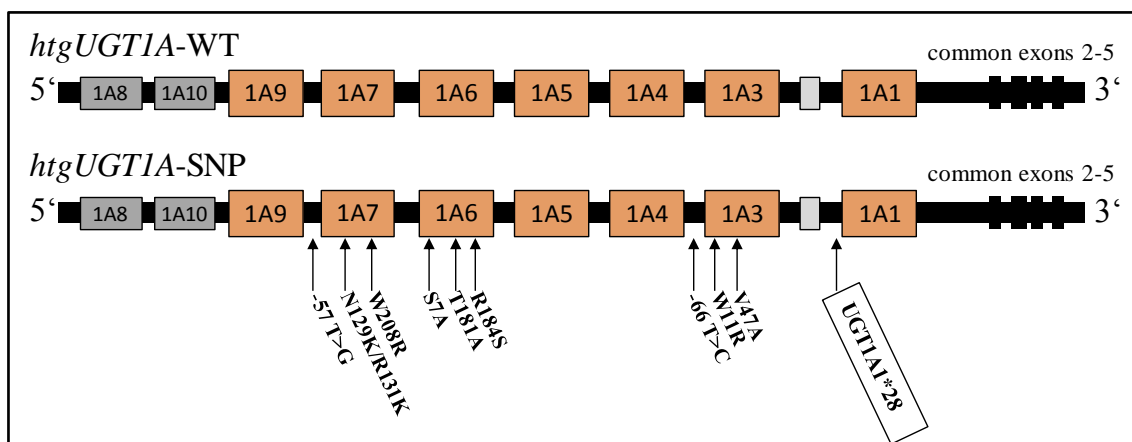 htgUGT1A-WT
common exons 2-5
5‘ 1A8 1A10 1A9 1A7 1A6 1A5 1A4 1A3 1A1 3‘
htgUGT1A-SNP
common exons 2-5
5‘ 1A8 1A10 1A9 1A7 1A6 1A5 1A4 1A3 1A1 3‘
-57 T>G
N129K/R131K
W208R
S7A
T181A
R184S
-66 T>C
W11R
V47A
UGT1A1*28